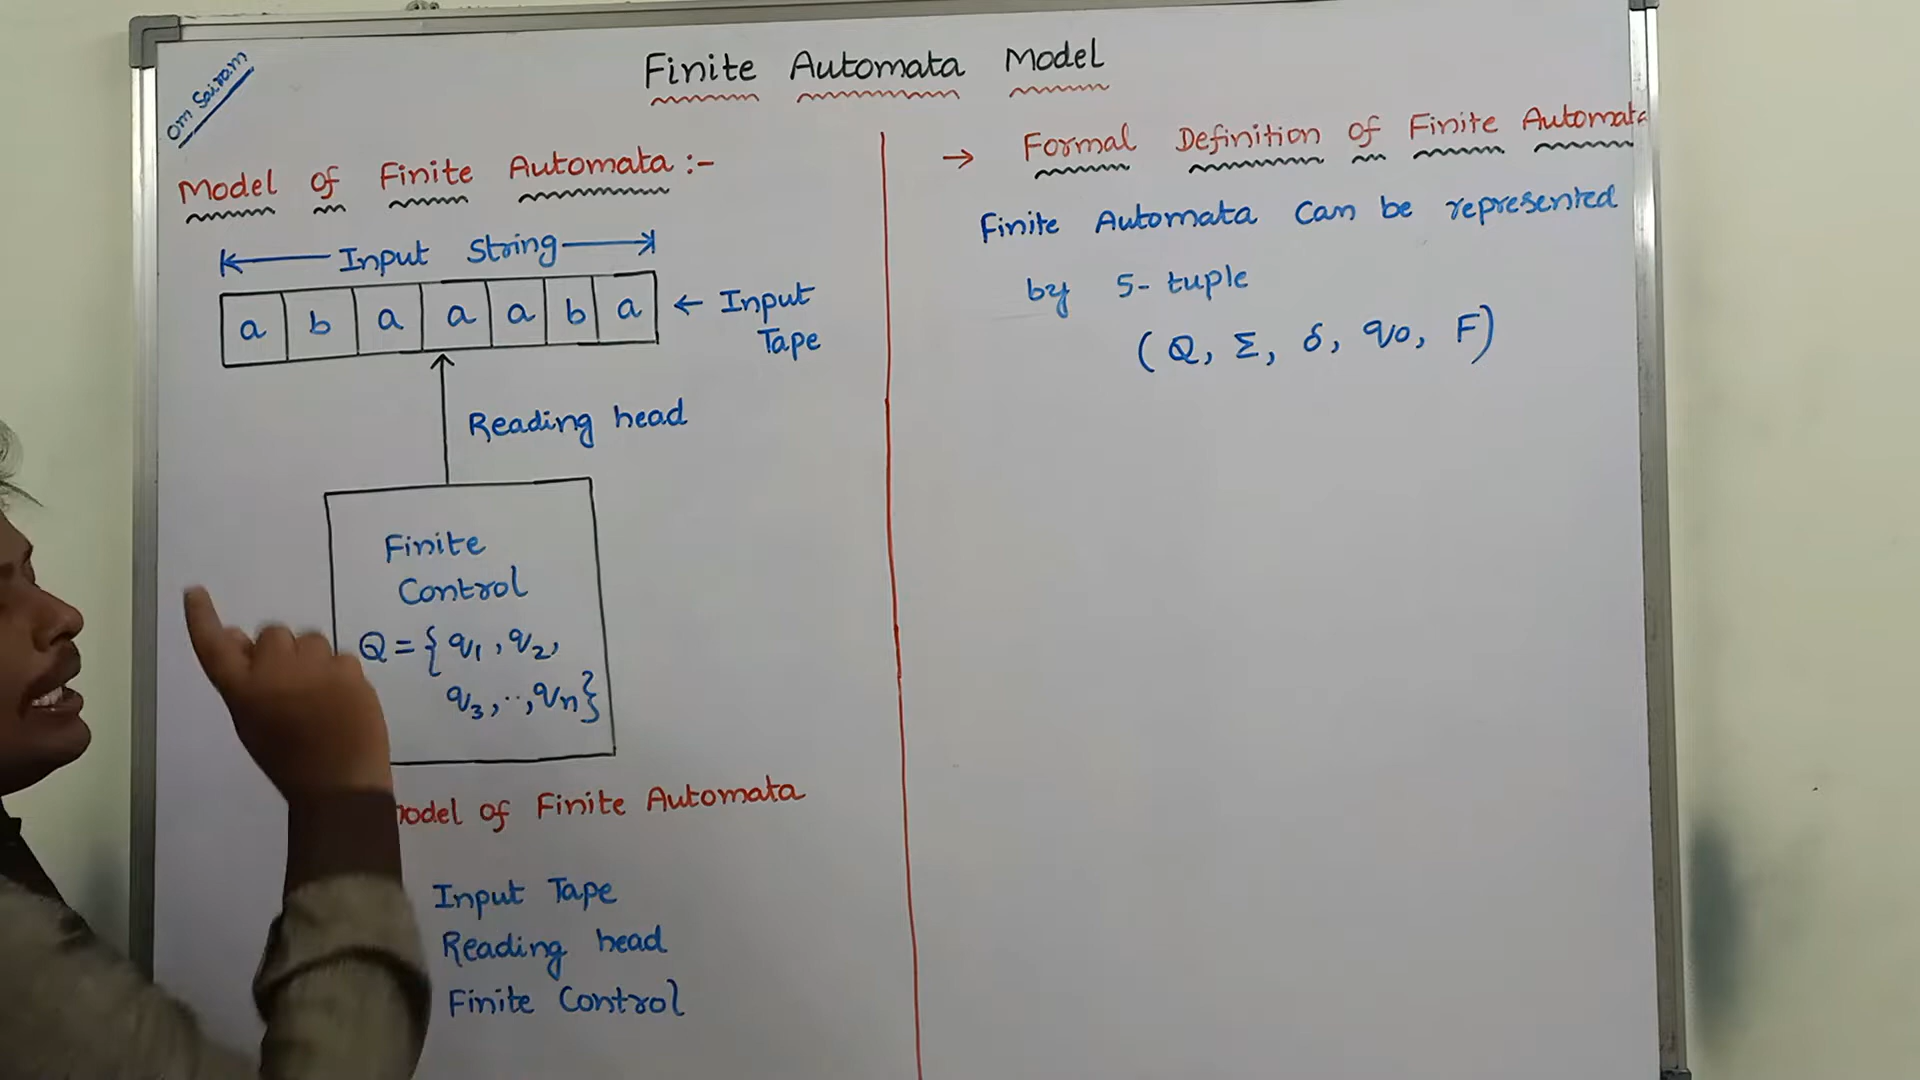 Om Sairam
Finite Automata Model
Model of Finite Automata :-
Input String
a b a a a b a
← Input
Tape
Reading head
Finite
Control
Q = { q1, q2,
q3, .., qn}
of Finite Automata
Input Tape
Reading head
Finite Control
→ Formal Definition of Finite Automata
Finite Automata Can be represented
by 5- tuple
(Q, Σ, δ, q0, F)